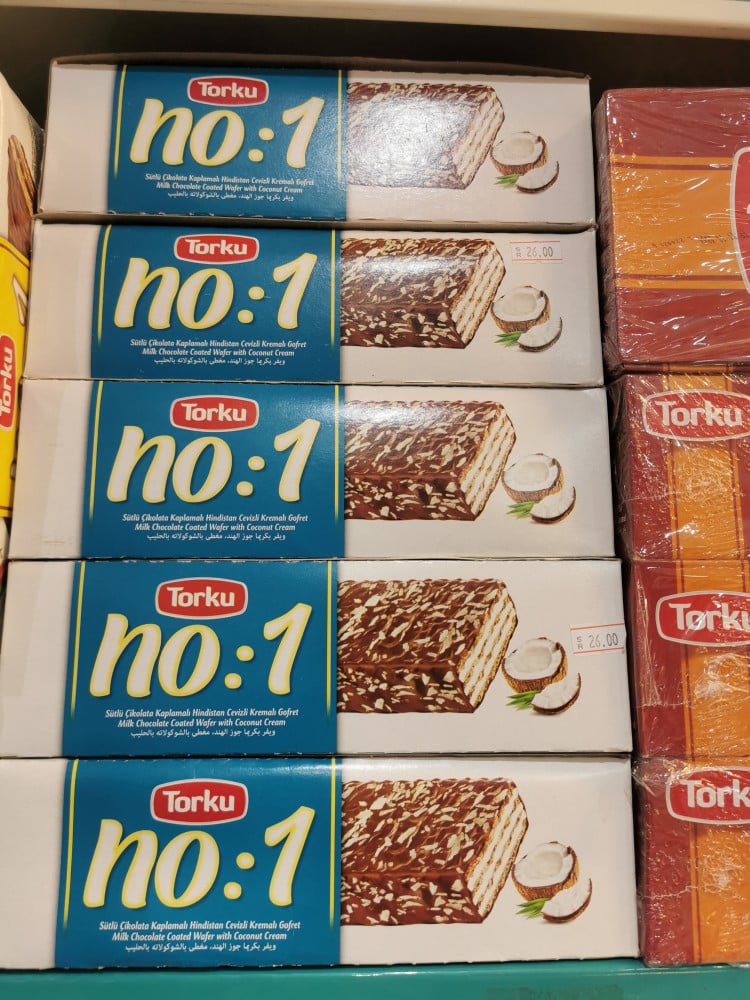 Torku
no:1
Sütlü Çikolata Kaplamalı Hindistan Cevizli Kremalı Gofret
Milk Chocolate Coated Wafer with Coconut Cream
ويفر بكريما جوز الهند، مغطى بالشوكولاته بالحليب
Torku
no:1
Sütlü Çikolata Kaplamalı Hindistan Cevizli Kremalı Gofret
Milk Chocolate Coated Wafer with Coconut Cream
ويفر بكريما جوز الهند، مغطى بالشوكولاته بالحليب
SR 26.00
Torku
no:1
Sütlü Çikolata Kaplamalı Hindistan Cevizli Kremalı Gofret
Milk Chocolate Coated Wafer with Coconut Cream
ويفر بكريما جوز الهند، مغطى بالشوكولاته بالحليب
Torku
no:1
Sütlü Çikolata Kaplamalı Hindistan Cevizli Kremalı Gofret
Milk Chocolate Coated Wafer with Coconut Cream
ويفر بكريما جوز الهند، مغطى بالشوكولاته بالحليب
SR 26.00
Torku
no:1
Sütlü Çikolata Kaplamalı Hindistan Cevizli Kremalı Gofret
Milk Chocolate Coated Wafer with Coconut Cream
ويفر بكريما جوز الهند، مغطى بالشوكولاته بالحليب
Torku
Torku
Torku
Tork